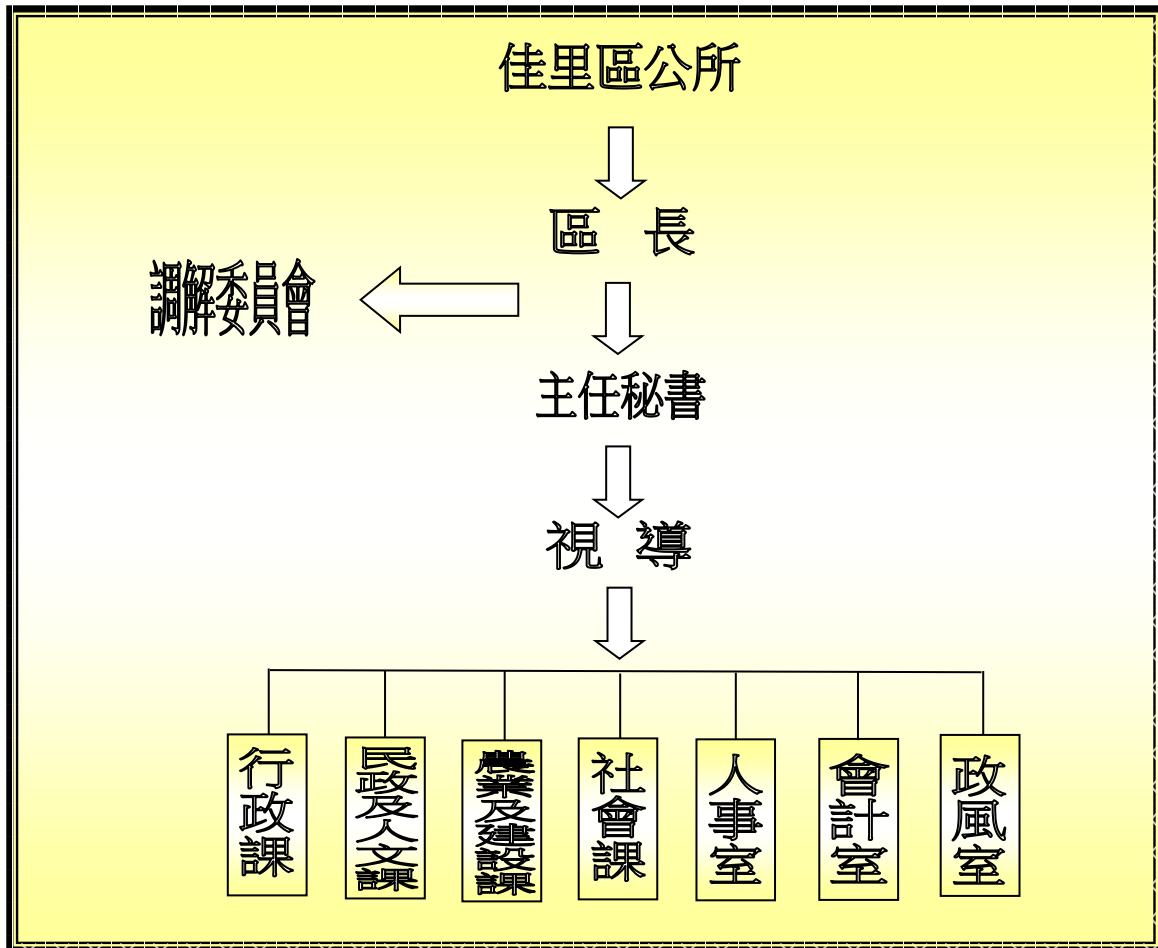 佳里區公所
區 長
調解委員會
主任秘書
視 導
行政課
民政及人文課
農業及建設課
社會課
人事室
會計室
政風室